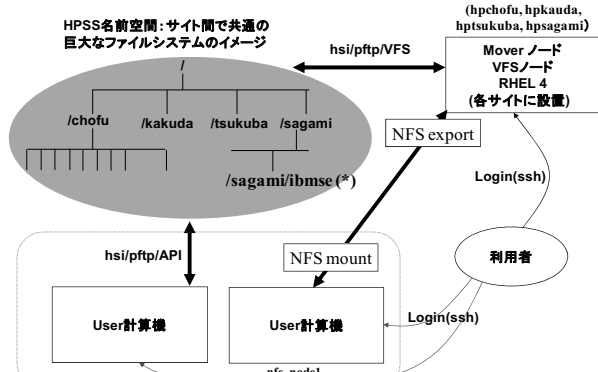 HPSS名前空間：サイト間で共通の
巨大なファイルシステムのイメージ
(hpchofu, hpkauda,
hptsukuba, hpsagami)
hsi/pftp/VFS
Mover ノード
VFSノード
RHEL 4
(各サイトに設置)
/
/chofu
/kakuda
/tsukuba
/sagami
NFS export
/sagami/ibmse (*)
Login(ssh)
hsi/pftp/API
NFS mount
利用者
User計算機
User計算機
Login(ssh)